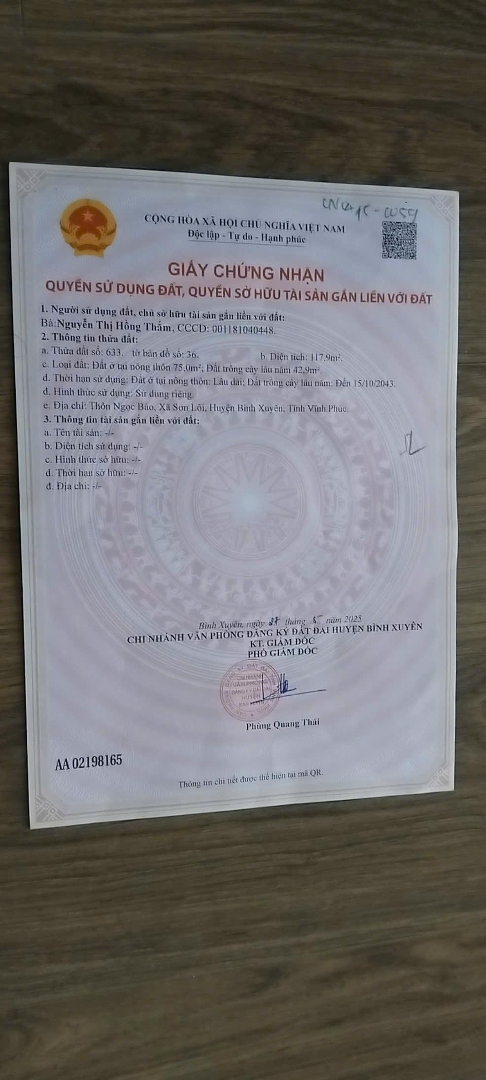 CỘNG HÒA XÃ HỘI CHỦ NGHĨA VIỆT NAM
Độc lập - Tự do - Hạnh phúc
GIẤY CHỨNG NHẬN
QUYỀN SỬ DỤNG ĐẤT, QUYỀN SỞ HỮU TÀI SẢN GẮN LIỀN VỚI ĐẤT
1. Người sử dụng đất, chủ sở hữu tài sản gắn liền với đất:
Bà:Nguyễn Thị Hồng Thắm, CCCD: 001181040448.
2. Thông tin thửa đất:
a. Thửa đất số: 633, tờ bản đồ số: 36. b. Diện tích: 117,9m².
c. Loại đất: Đất ở tại nông thôn 75,0m²; Đất trồng cây lâu năm 42,9m².
d. Thời hạn sử dụng: Đất ở tại nông thôn: Lâu dài; Đất trồng cây lâu năm: Đến 15/10/2043.
đ. Hình thức sử dụng: Sử dụng riêng.
e. Địa chỉ: Thôn Ngọc Bảo, Xã Sơn Lôi, Huyện Bình Xuyên, Tỉnh Vĩnh Phúc.
3. Thông tin tài sản gắn liền với đất:
a. Tên tài sản: -/-
b. Diện tích sử dụng: -/-
c. Hình thức sở hữu: -/-
d. Thời hạn sở hữu: -/-
đ. Địa chỉ: -/-
Bình Xuyên, ngày tháng năm 2025
CHI NHÁNH VĂN PHÒNG ĐĂNG KÝ ĐẤT ĐAI HUYỆN BÌNH XUYÊN
KT. GIÁM ĐỐC
PHÓ GIÁM ĐỐC
Phùng Quang Thái
AA 02198165
Thông tin chi tiết được thể hiện tại mã QR.